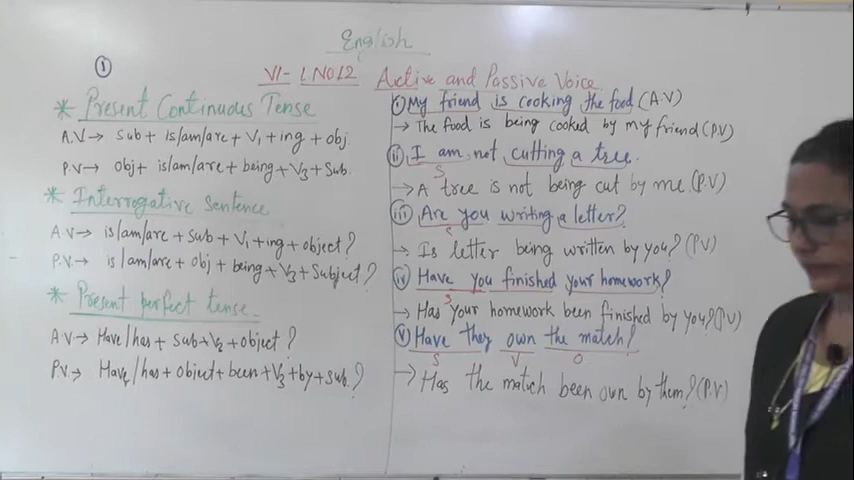 English
①
VI- L NO12 Active and Passive Voice
* Present Continuous Tense
A.V→ Sub+ is/am/are + V1 + ing + obj.
P.V→ obj+ is/am/are + being + V3 + Sub.
* Interrogative Sentence
A.V→ is/am/are + sub + V1 + ing + object?
P.V.→ is/am/are + obj + being + V3 + Subject?
* Present perfect tense.
A.V→ Have/has + Sub + V3 + object?
P.V.→ Have/has + object + been + V3 + by + sub.?
i) My friend is cooking the food (A.V)
→ The food is being cooked by my friend (P.V)
ii) I am not cutting a tree.
S
→ A tree is not being cut by me. (P.V)
iii) Are you writing a letter?
S
→ Is letter being written by you? (PV)
iv) Have you finished your homework?
S
→ Has your homework been finished by you? (PV)
v) Have they own the match?
S V O
→ Has the match been own by them? (P.V)